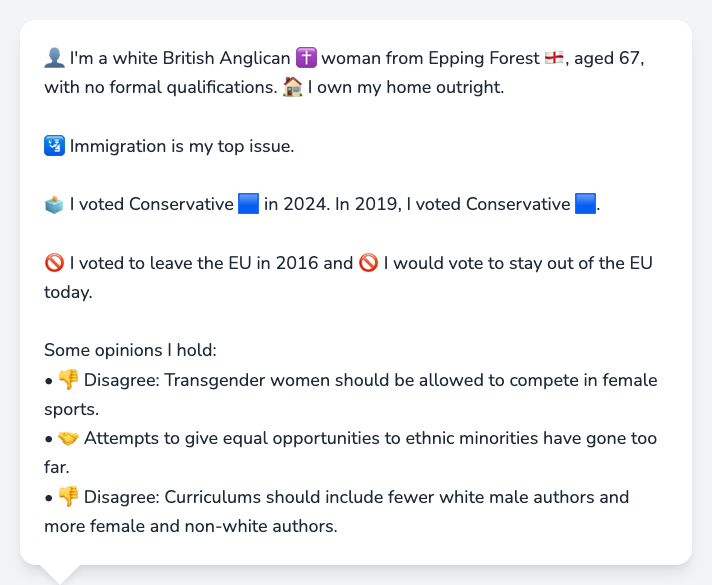 👤 I'm a white British Anglican ✝️ woman from Epping Forest 🏴󠁧󠁢󠁥󠁮󠁧󠁿, aged 67,
with no formal qualifications. 🏠 I own my home outright.
🛂 Immigration is my top issue.
🗳️ I voted Conservative 🟦 in 2024. In 2019, I voted Conservative 🟦.
🚫 I voted to leave the EU in 2016 and 🚫 I would vote to stay out of the EU
today.
Some opinions I hold:
• 👎 Disagree: Transgender women should be allowed to compete in female
sports.
• 🤝 Attempts to give equal opportunities to ethnic minorities have gone too
far.
• 👎 Disagree: Curriculums should include fewer white male authors and
more female and non-white authors.